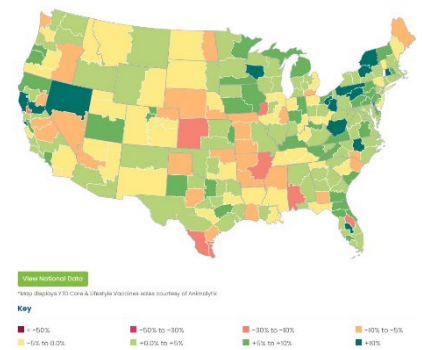 View National Data
*Map displays YTD Core & Lifestyle Vaccines sales courtesy of Animalytix
Key
< -50%
-50% to -30%
-30% to -10%
-10% to -5%
-5% to 0.0%
+0.0% to +5%
+5% to +10%
+10%